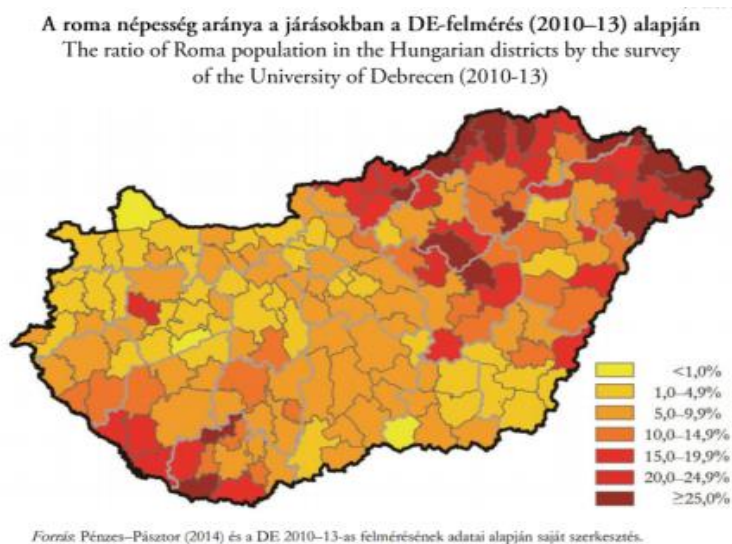 A roma népesség aránya a járásokban a DE-felmérés (2010–13) alapján
The ratio of Roma population in the Hungarian districts by the survey
of the University of Debrecen (2010-13)
<1,0%
1,0–4,9%
5,0–9,9%
10,0–14,9%
15,0–19,9%
20,0–24,9%
≥25,0%
Forrás: Pénzes–Pásztor (2014) és a DE 2010–13-as felmérésének adatai alapján saját szerkesztés.